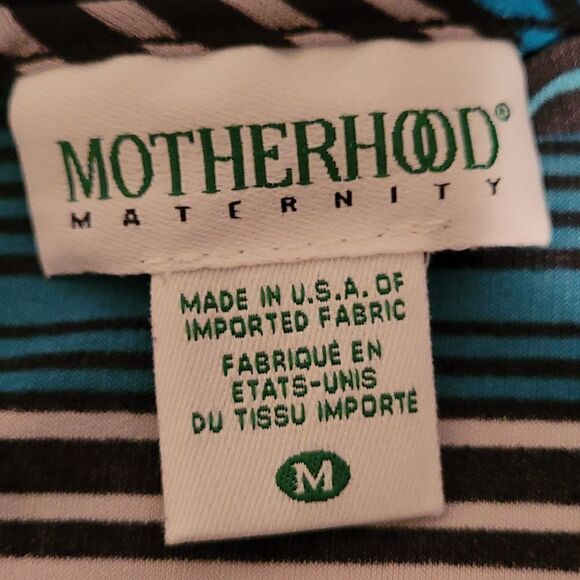 MOTHERHOOD®
MATERNITY
MADE IN U.S.A. OF
IMPORTED FABRIC
FABRIQUÉ EN
ETATS-UNIS
DU TISSU IMPORTÉ
M